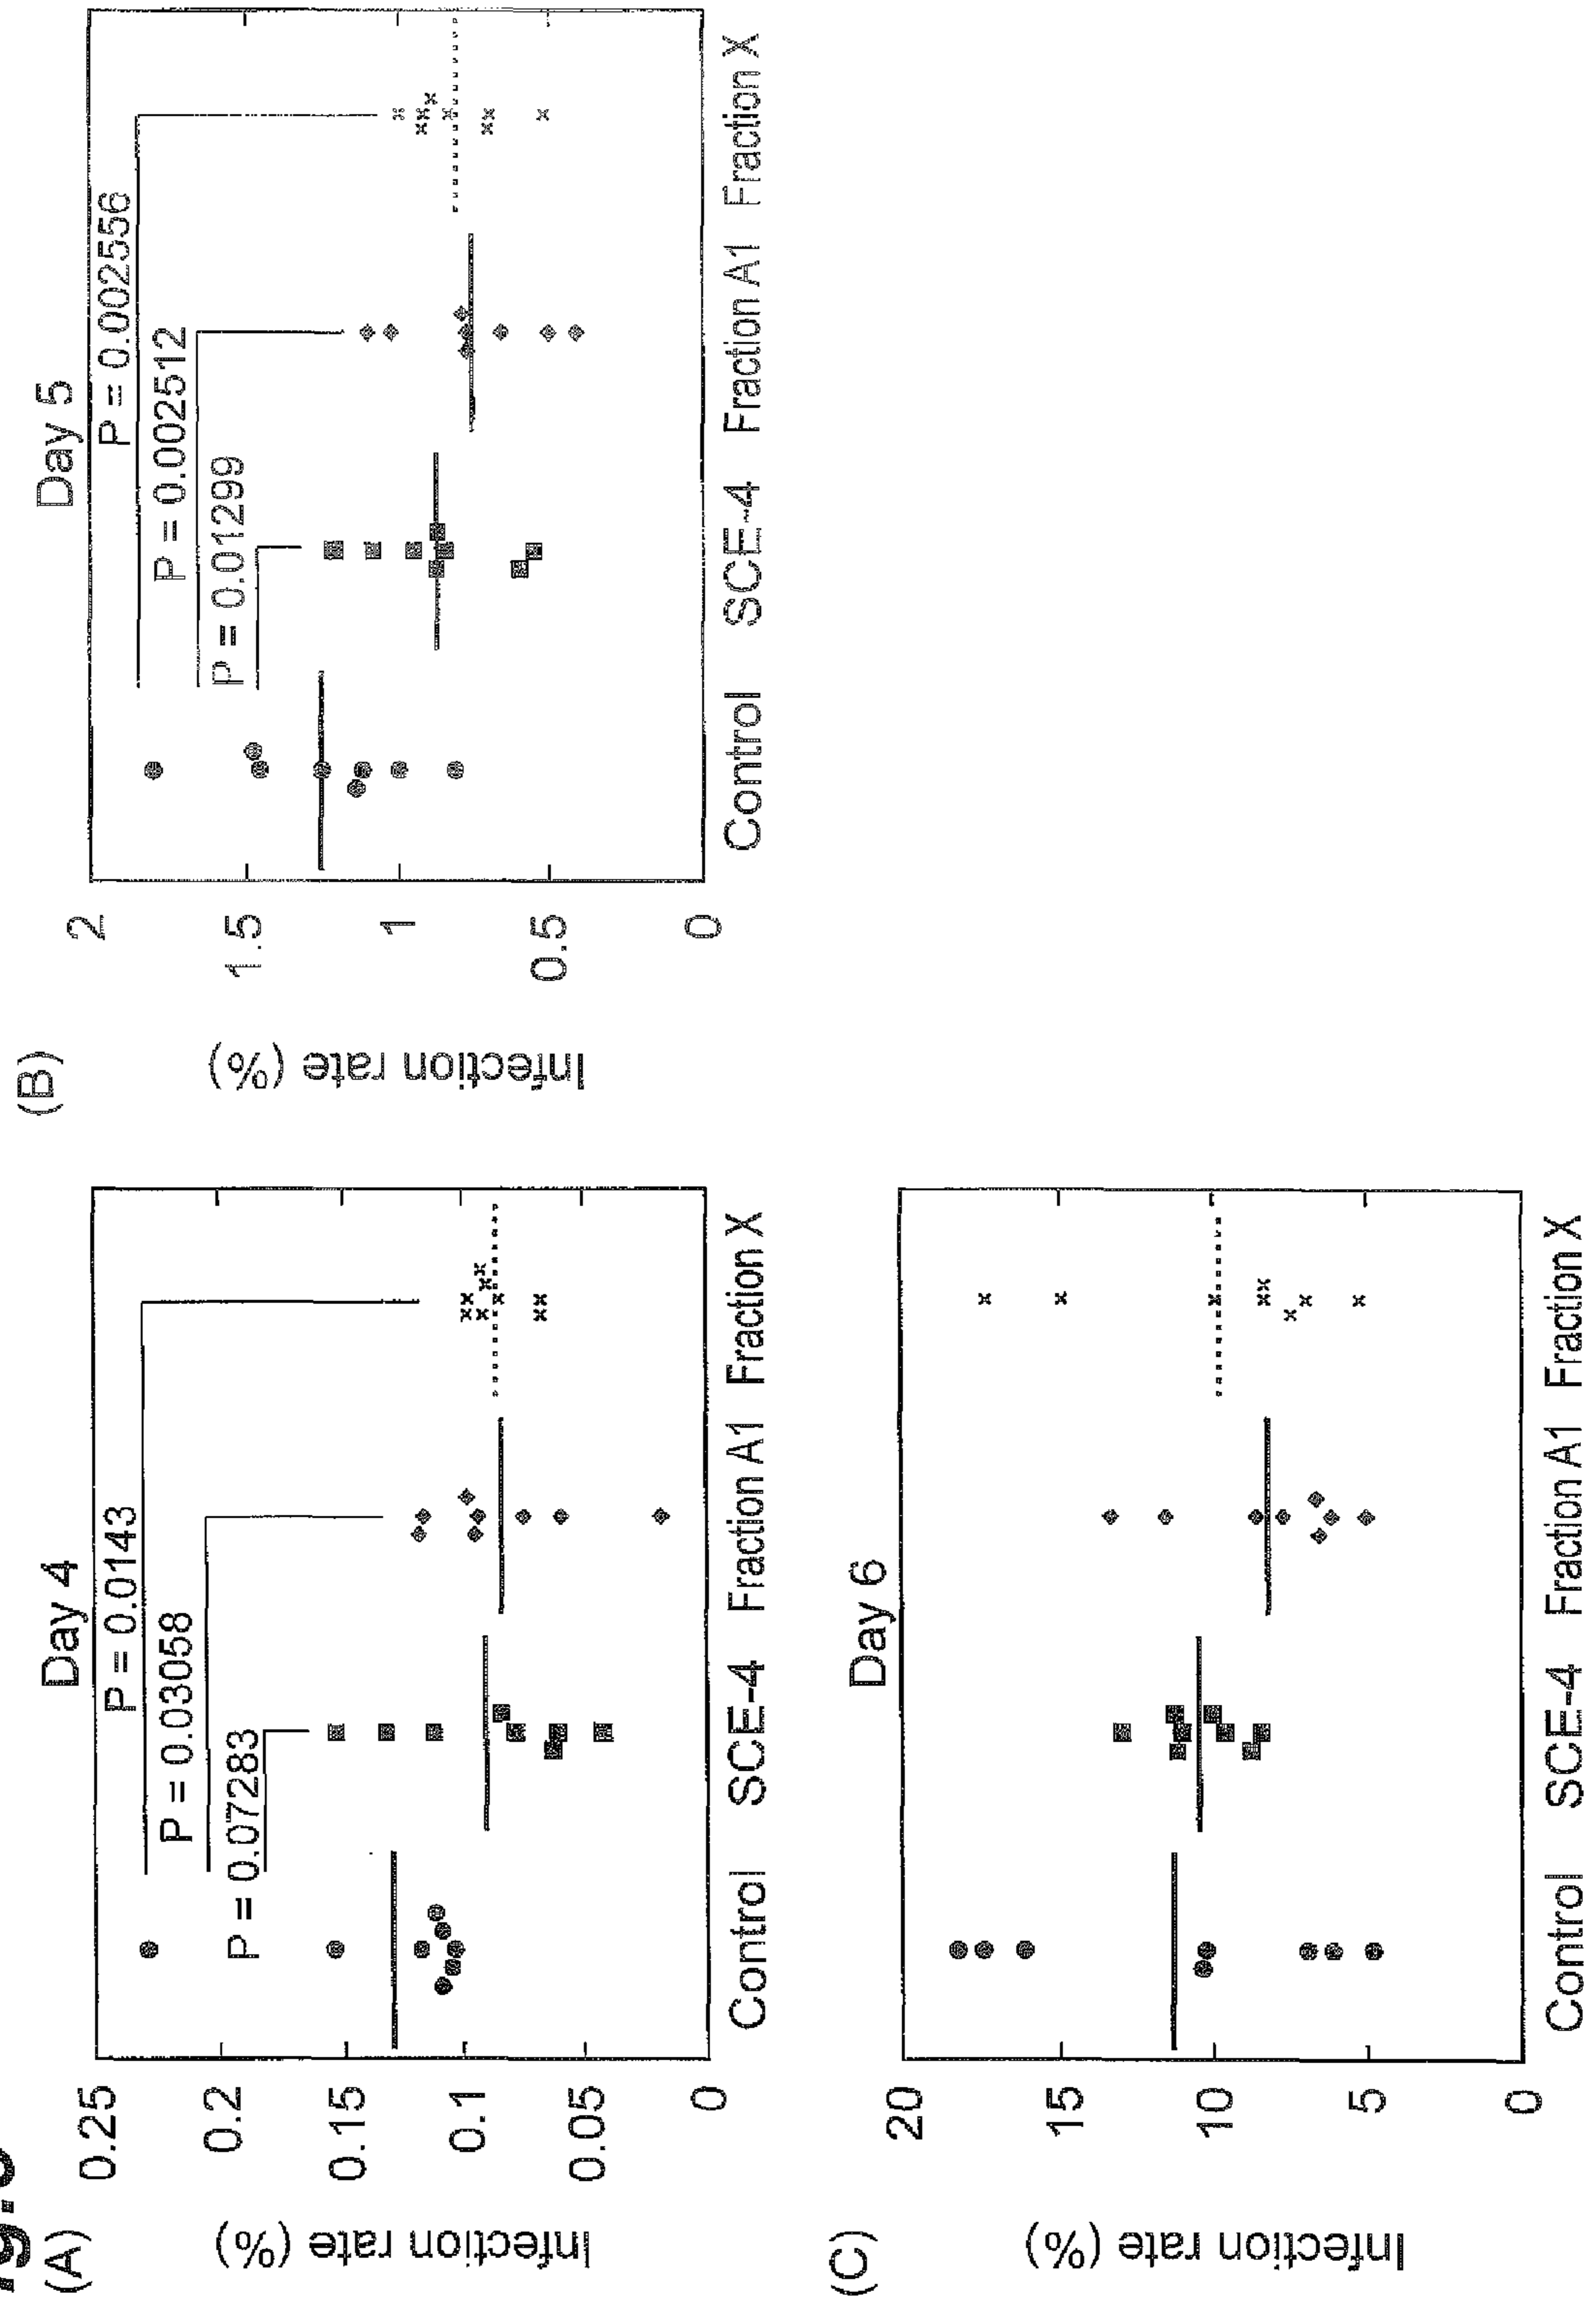 (A)
Day 4
P = 0.0143
P = 0.03058
P = 0.07283
0.25
0.2
0.15
0.1
0.05
0
Infection rate (%)
Control SCE-4 Fraction A1 Fraction X
(B)
Day 5
P = 0.002556
P = 0.002512
P = 0.01299
2
1.5
1
0.5
0
Infection rate (%)
Control SCE-4 Fraction A1 Fraction X
(C)
Day 6
20
15
10
5
0
Infection rate (%)
Control SCE-4 Fraction A1 Fraction X